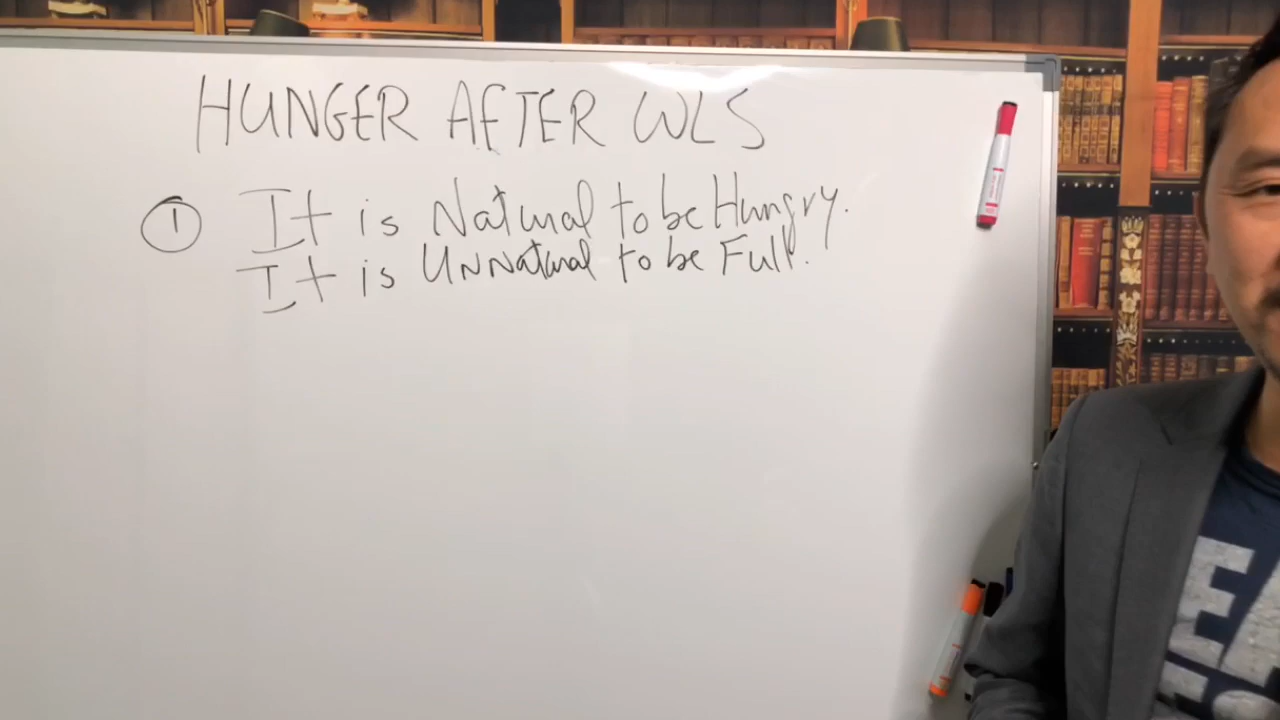 HUNGER AFTER WLS
① It is Natural to be Hungry.
It is UNNatural to be Full.